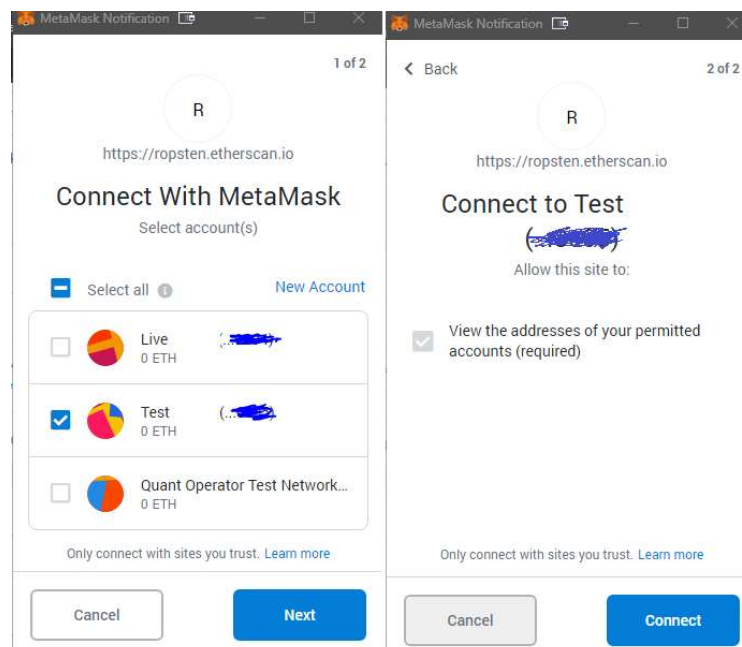 MetaMask Notification
1 of 2
R
https://ropsten.etherscan.io
Connect With MetaMask
Select account(s)
Select all
New Account
Live (...
0 ETH
Test (...
0 ETH
Quant Operator Test Network...
0 ETH
Only connect with sites you trust. Learn more
Cancel
Next
MetaMask Notification
Back
2 of 2
R
https://ropsten.etherscan.io
Connect to Test
( )
Allow this site to:
View the addresses of your permitted
accounts (required)
Only connect with sites you trust. Learn more
Cancel
Connect